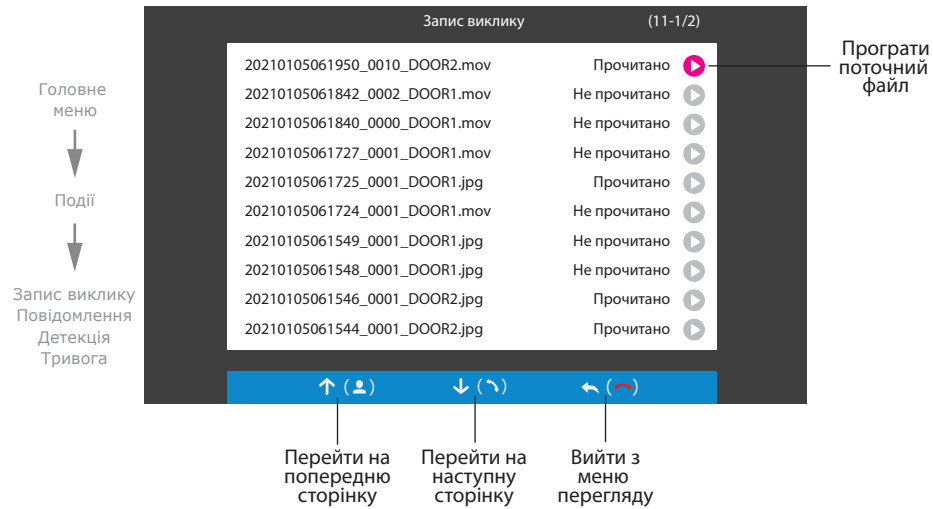 Запис виклику (11-1/2)
20210105061950_0010_DOOR2.mov Прочитано
20210105061842_0002_DOOR1.mov Не прочитано
20210105061840_0000_DOOR1.mov Не прочитано
20210105061727_0001_DOOR1.mov Не прочитано
20210105061725_0001_DOOR1.jpg Прочитано
20210105061724_0001_DOOR1.mov Не прочитано
20210105061549_0001_DOOR1.jpg Не прочитано
20210105061548_0001_DOOR1.jpg Не прочитано
20210105061546_0001_DOOR2.jpg Прочитано
20210105061544_0001_DOOR2.jpg Прочитано
Програти
поточний
файл
Головне
меню
Події
Запис виклику
Повідомлення
Детекція
Тривога
Перейти на
попередню
сторінку
Перейти на
наступну
сторінку
Вийти з
меню
перегляду